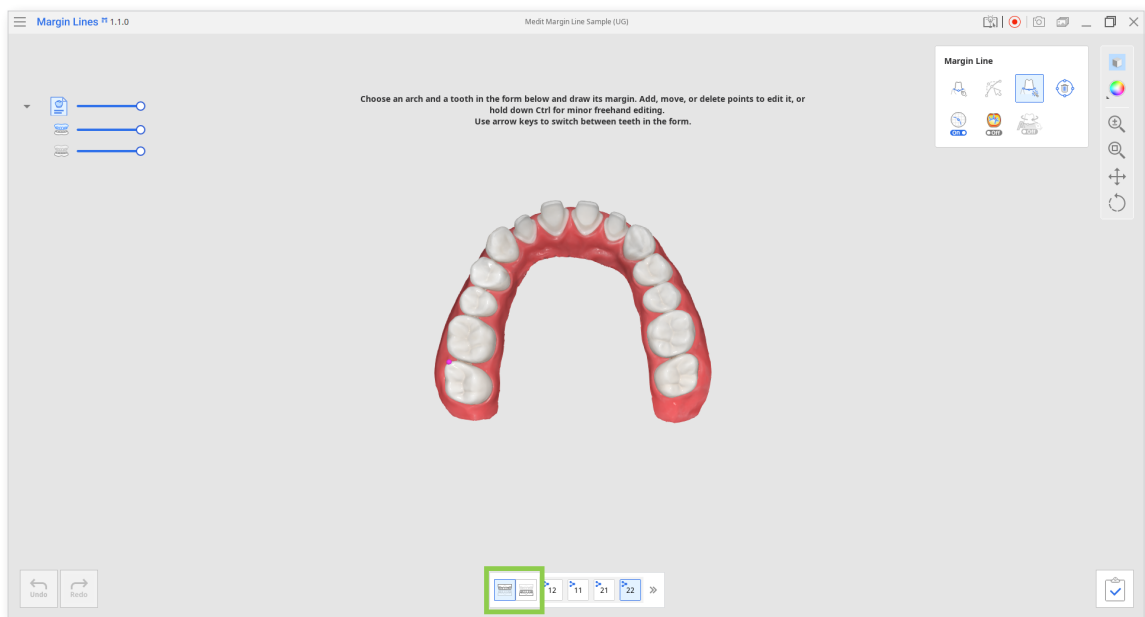 Margin Lines M 1.1.0
Medit Margin Line Sample (UG)
Margin Line
Choose an arch and a tooth in the form below and draw its margin. Add, move, or delete points to edit it, or
hold down Ctrl for minor freehand editing.
Use arrow keys to switch between teeth in the form.
On
Off
Off
Undo
Redo
12
11
21
22